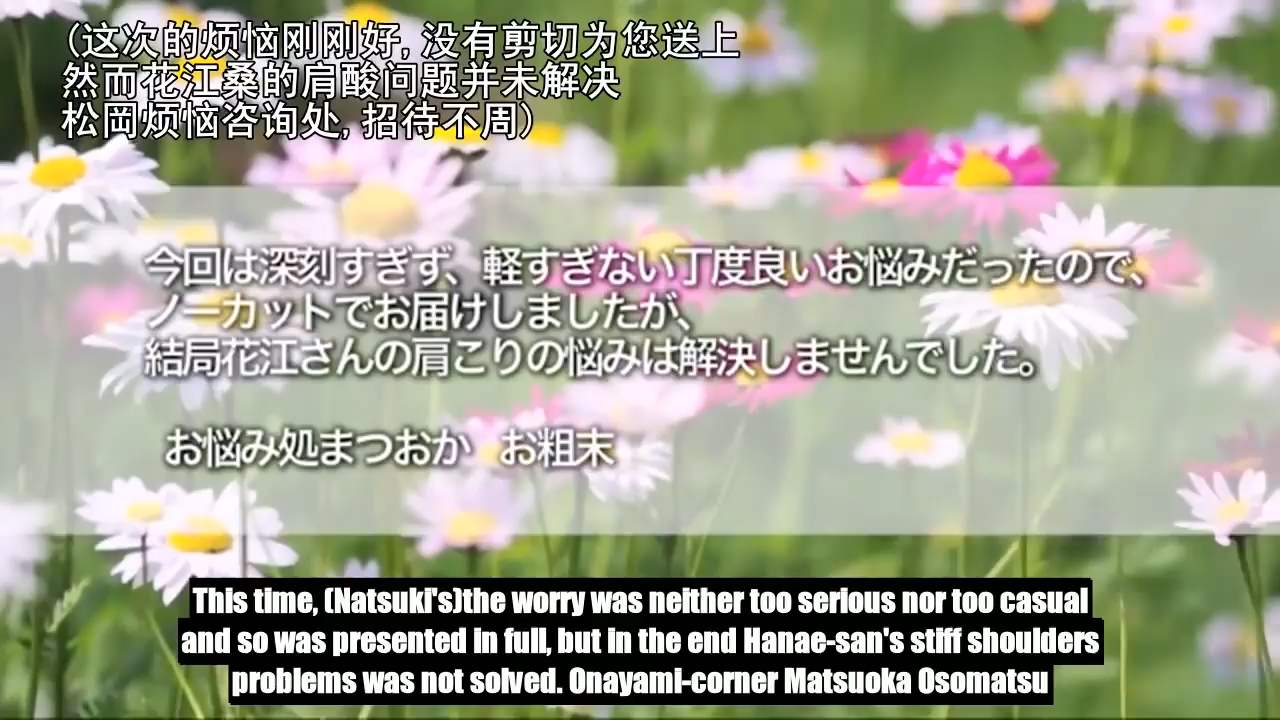 (这次的烦恼刚刚好, 没有剪切为您送上
然而花江桑的肩酸问题并未解决
松岡烦恼咨询处, 招待不周)
今回は深刻すぎず、軽すぎない丁度良いお悩みだったので、
ノーカットでお届けしましたが、
結局花江さんの肩こりの悩みは解決しませんでした。
お悩み処まつおか お粗末
This time, (Natsuki's)the worry was neither too serious nor too casual
and so was presented in full, but in the end Hanae-san's stiff shoulders
problems was not solved. Onayami-corner Matsuoka Osomatsu